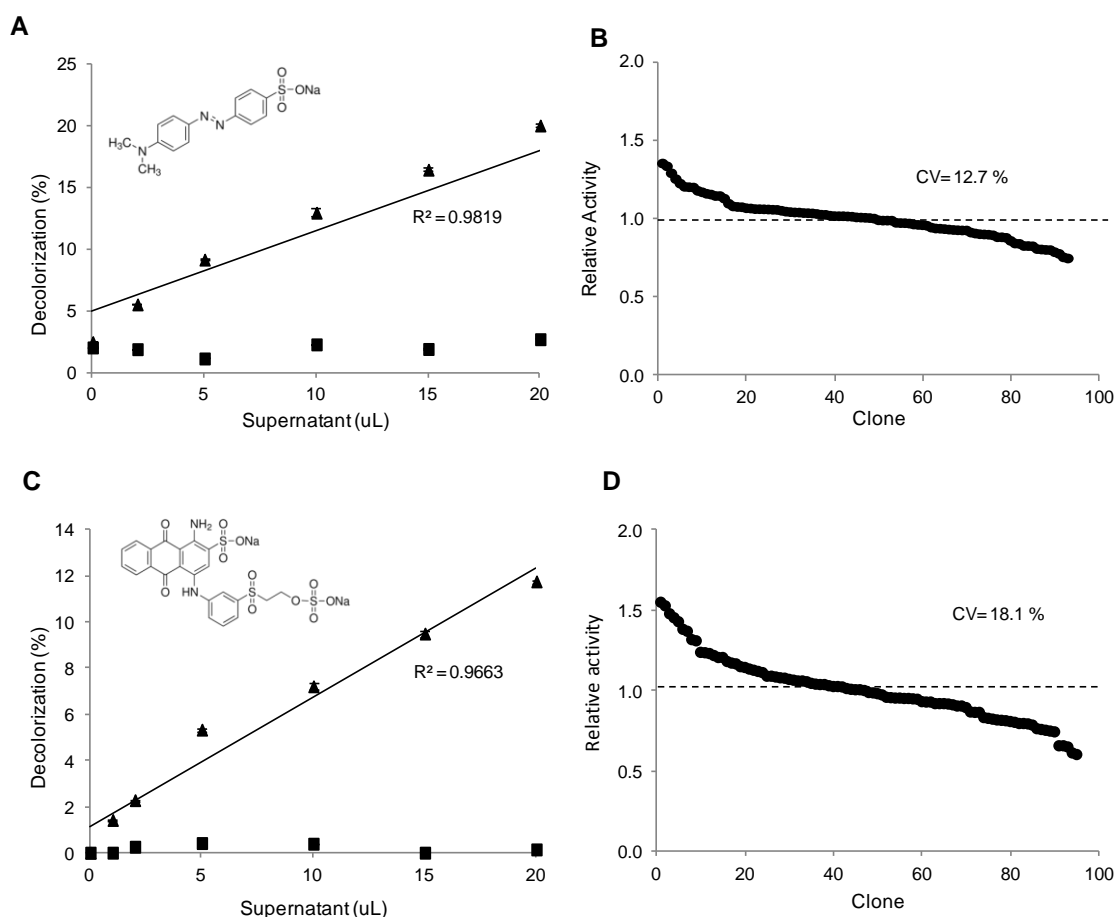 A
Decolorization (%)
25
20
15
10
5
0
0 5 10 15 20
Supernatant (uL)
R² = 0.9819
H₃C
N
CH₃
N
N
O
S
ONa
O
B
Relative Activity
2.0
1.5
1.0
0.5
0.0
0 20 40 60 80 100
Clone
CV= 12.7 %
C
Decolorization (%)
14
12
10
8
6
4
2
0
0 5 10 15 20
Supernatant (uL)
R² = 0.9663
O NH₂ O
S
ONa
O
O HN
O
S
O
O
O
S
ONa
O
D
Relative activity
2.0
1.5
1.0
0.5
0.0
0 20 40 60 80 100
Clone
CV= 18.1 %